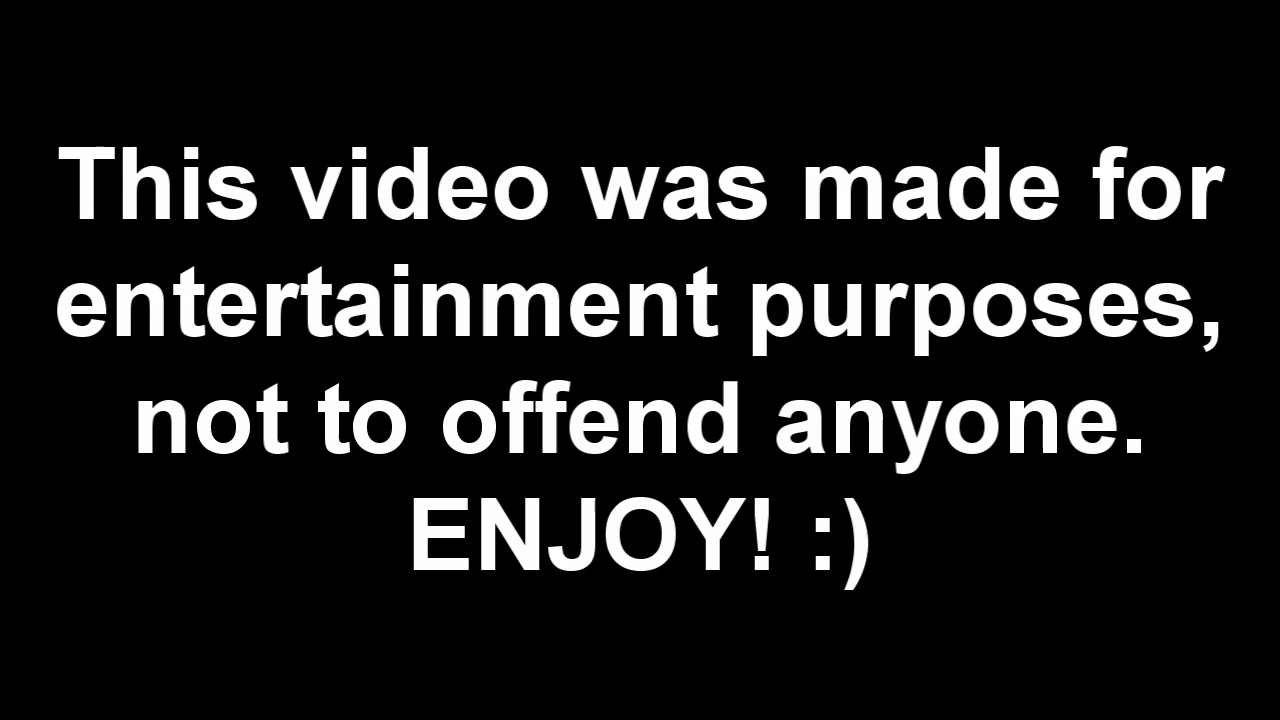 This video was made for
entertainment purposes,
not to offend anyone.
ENJOY! :)